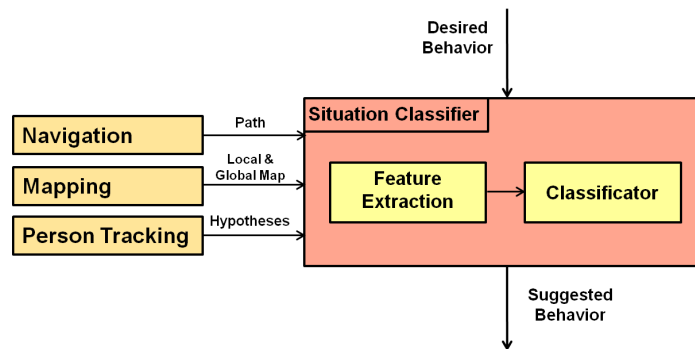 Desired
Behavior
Situation Classifier
Navigation
Path
Mapping
Local &
Global Map
Person Tracking
Hypotheses
Feature
Extraction
Classificator
Suggested
Behavior